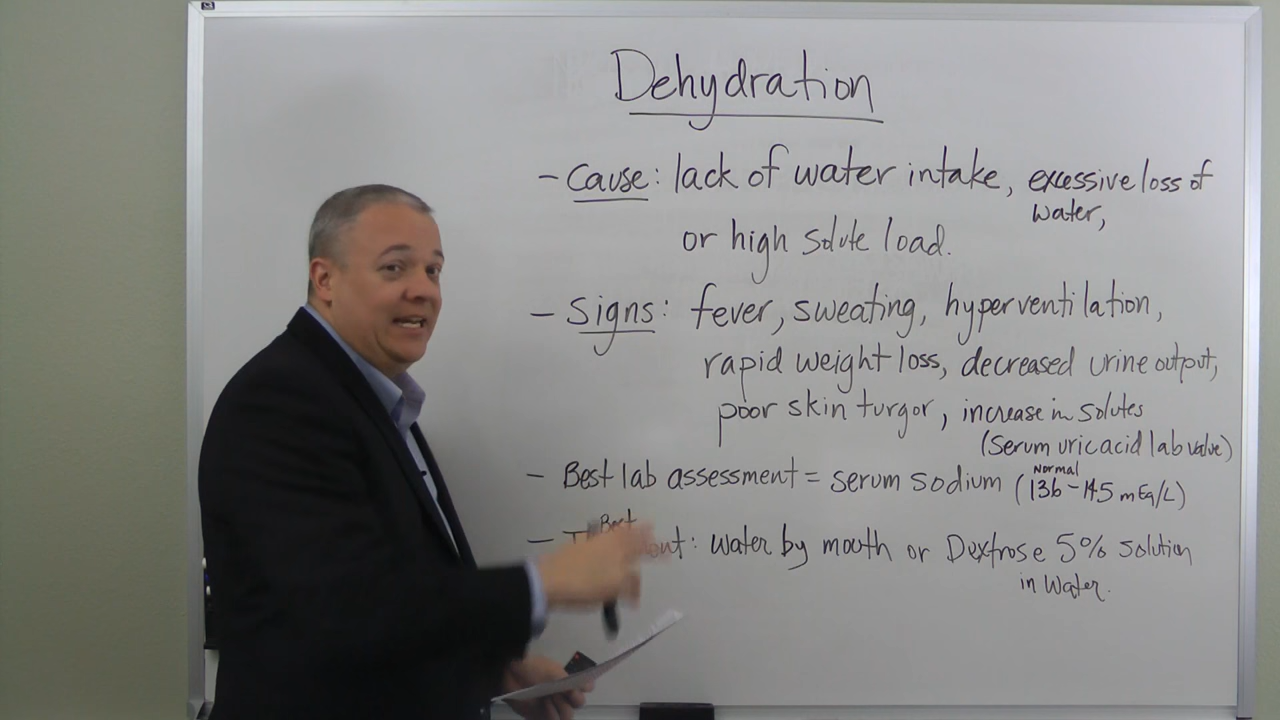 Dehydration
- Cause: lack of water intake, excessive loss of
water,
or high solute load.
- Signs: fever, sweating, hyperventilation,
rapid weight loss, decreased urine output,
poor skin turgor, increase in solutes
(serum uric acid lab value)
- Best lab assessment = serum sodium (136-145 mEq/L)
Normal
Best
- : water by mouth or Dextrose 5% solution
in water.